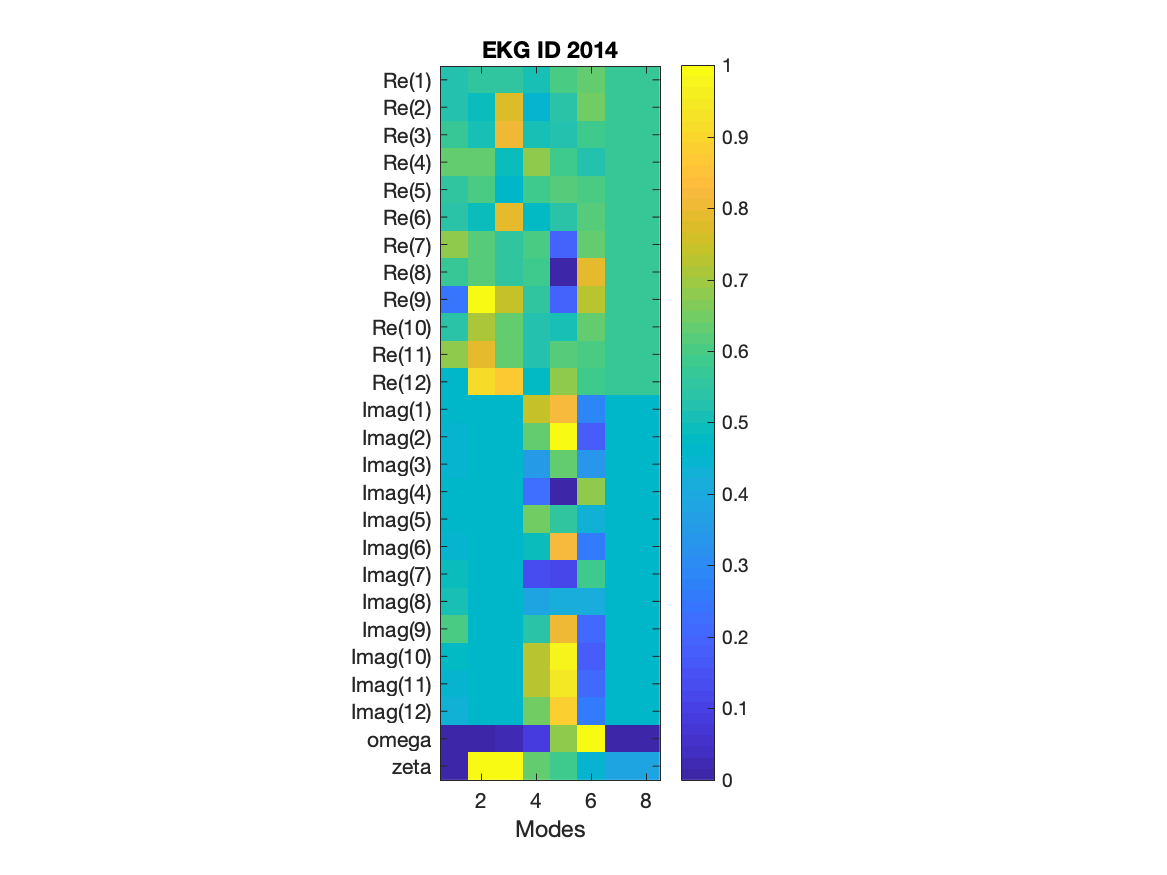 EKG ID 2014
Re(1)
Re(2)
Re(3)
Re(4)
Re(5)
Re(6)
Re(7)
Re(8)
Re(9)
Re(10)
Re(11)
Re(12)
Imag(1)
Imag(2)
Imag(3)
Imag(4)
Imag(5)
Imag(6)
Imag(7)
Imag(8)
Imag(9)
Imag(10)
Imag(11)
Imag(12)
omega
zeta
2 4 6 8
Modes
1
0.9
0.8
0.7
0.6
0.5
0.4
0.3
0.2
0.1
0